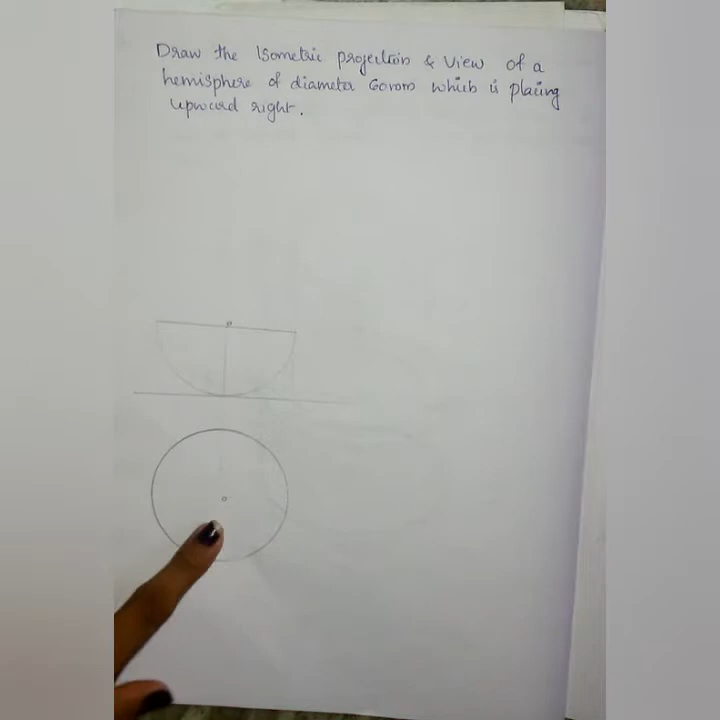 Draw the Isometric projection & View of a
hemisphere of diameter 60mm which is placing
upward right.
o
o